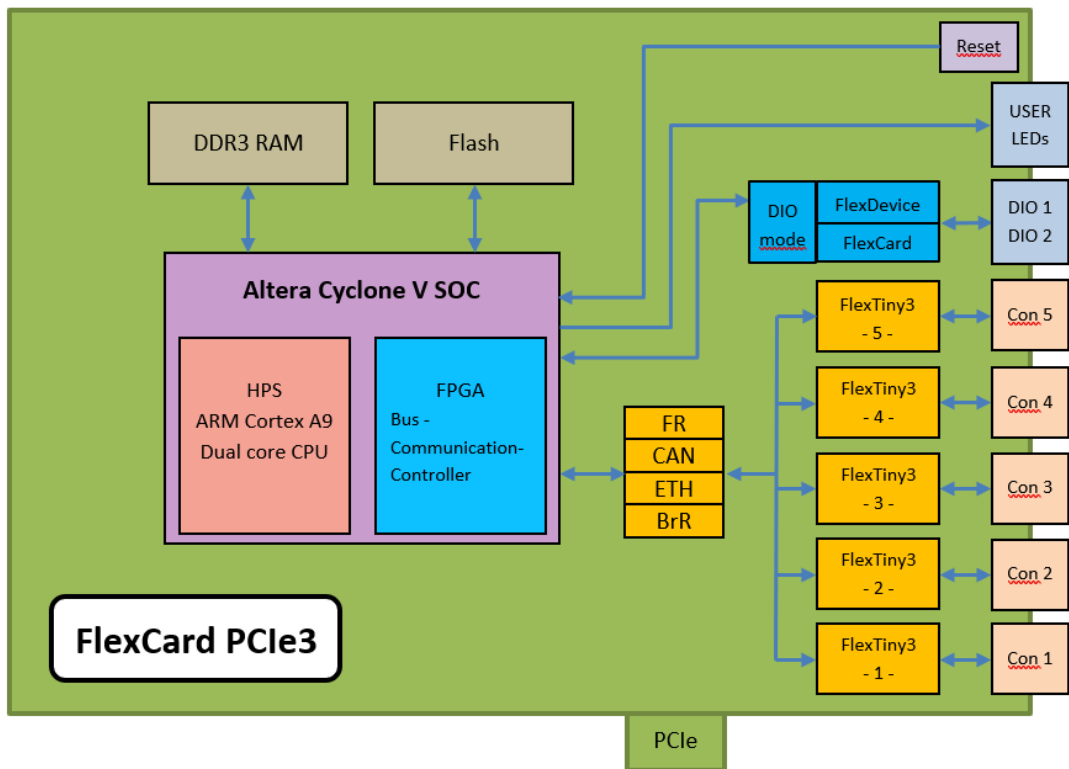 Reset
USER
LEDs
DDR3 RAM
Flash
DIO
mode
FlexDevice
FlexCard
DIO 1
DIO 2
Altera Cyclone V SOC
HPS
ARM Cortex A9
Dual core CPU
FPGA
Bus -
Communication-
Controller
FR
CAN
ETH
BrR
FlexTiny3
- 5 -
Con 5
FlexTiny3
- 4 -
Con 4
FlexTiny3
- 3 -
Con 3
FlexTiny3
- 2 -
Con 2
FlexTiny3
- 1 -
Con 1
FlexCard PCIe3
PCIe